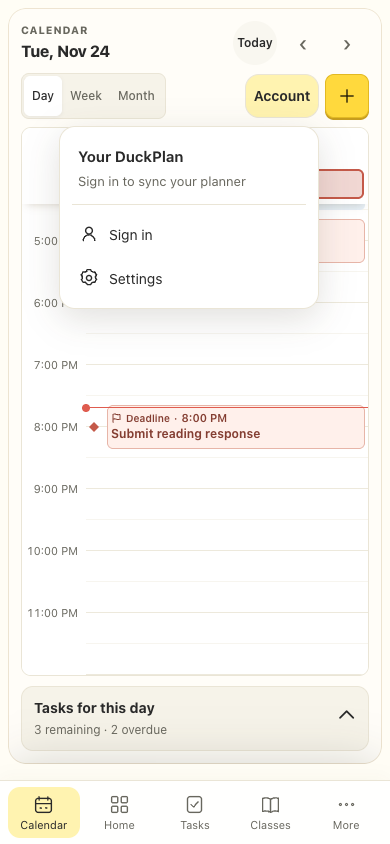 CALENDAR
Tue, Nov 24
Today
Day
Week
Month
Account
Your DuckPlan
Sign in to sync your planner
Sign in
Settings
5:00
6:00
7:00 PM
Deadline · 8:00 PM
8:00 PM
Submit reading response
9:00 PM
10:00 PM
11:00 PM
Tasks for this day
3 remaining · 2 overdue
Calendar
Home
Tasks
Classes
More